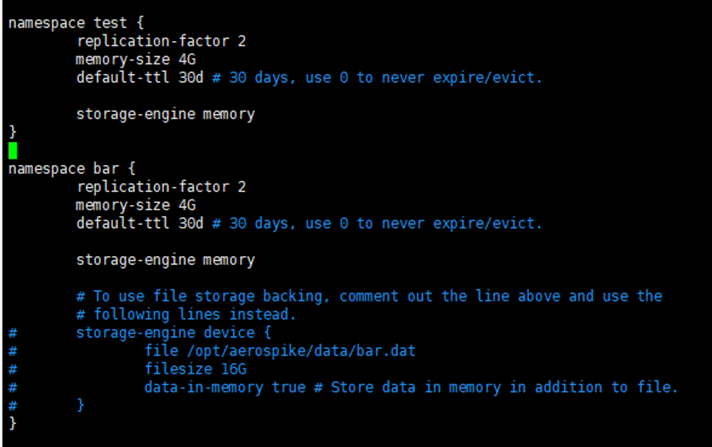 namespace test {
        replication-factor 2
        memory-size 4G
        default-ttl 30d # 30 days, use 0 to never expire/evict.

        storage-engine memory
}

namespace bar {
        replication-factor 2
        memory-size 4G
        default-ttl 30d # 30 days, use 0 to never expire/evict.

        storage-engine memory

        # To use file storage backing, comment out the line above and use the
        # following lines instead.
#       storage-engine device {
#               file /opt/aerospike/data/bar.dat
#               filesize 16G
#               data-in-memory true # Store data in memory in addition to file.
#       }
}